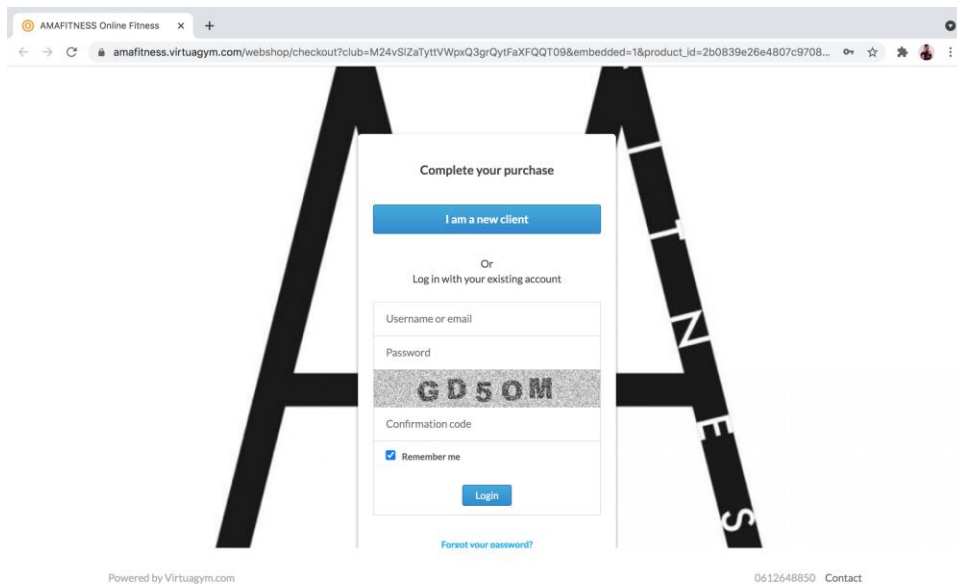 AMAFITNESS Online Fitness
amafitness.virtuagym.com/webshop/checkout?club=M24vSlZaTyttVWpxQ3grQytFaXFQQT09&embedded=1&product_id=2b0839e26e4807c9708...
Complete your purchase
I am a new client
Or
Log in with your existing account
Username or email
Password
GD5OM
Confirmation code
Remember me
Login
Forgot your password?
ITNES
Powered by Virtuagym.com
0612648850 Contact